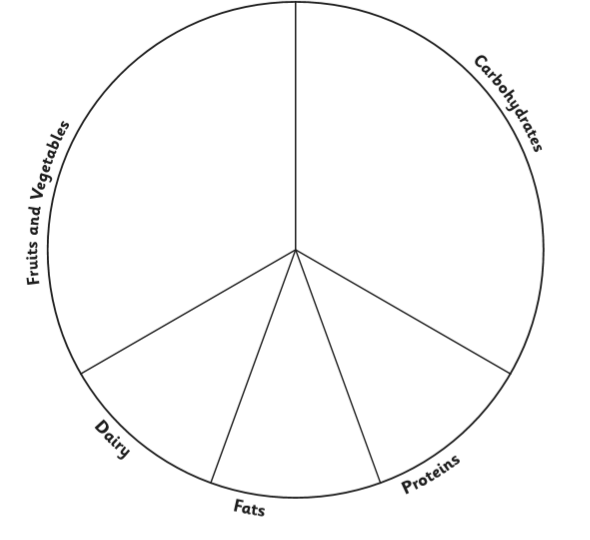 Carbohydrates
Fruits and Vegetables
Dairy
Proteins
Fats